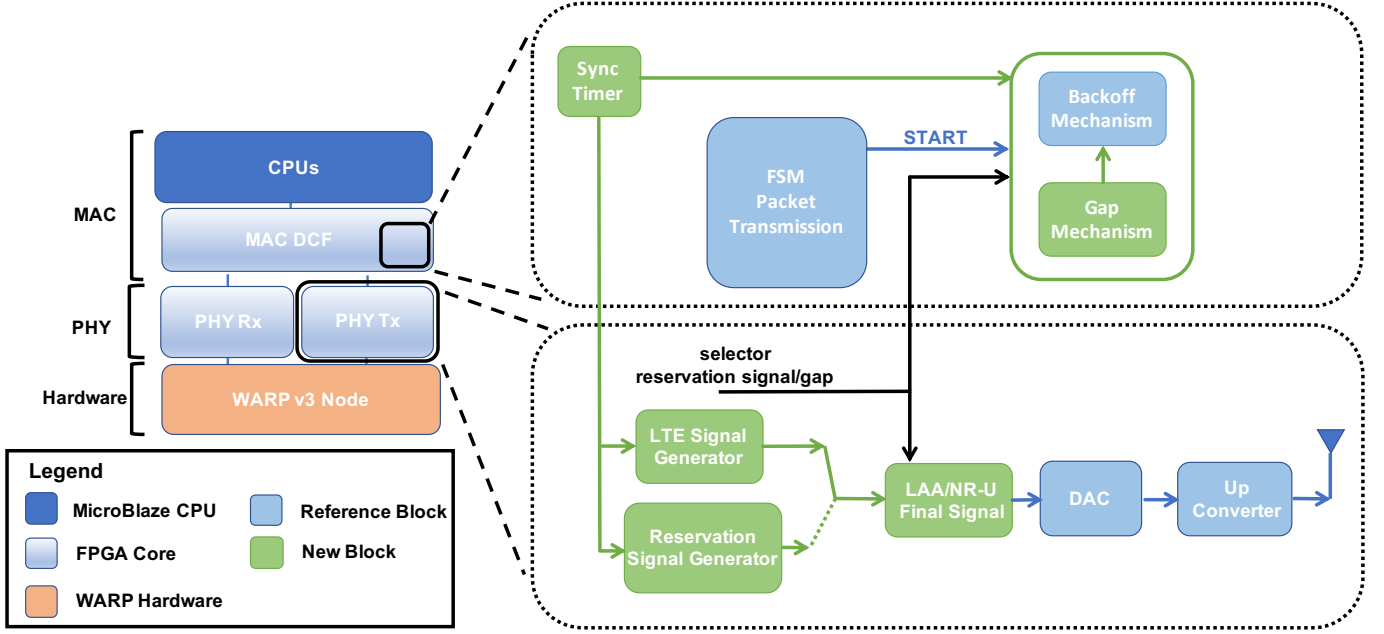 MAC
CPUs
MAC DCF
PHY
PHY Rx
PHY Tx
Hardware
WARP v3 Node
Legend
MicroBlaze CPU
Reference Block
FPGA Core
New Block
WARP Hardware
Sync
Timer
FSM
Packet
Transmission
START
Backoff
Mechanism
Gap
Mechanism
selector
reservation signal/gap
LTE Signal
Generator
Reservation
Signal Generator
LAA/NR-U
Final Signal
DAC
Up
Converter